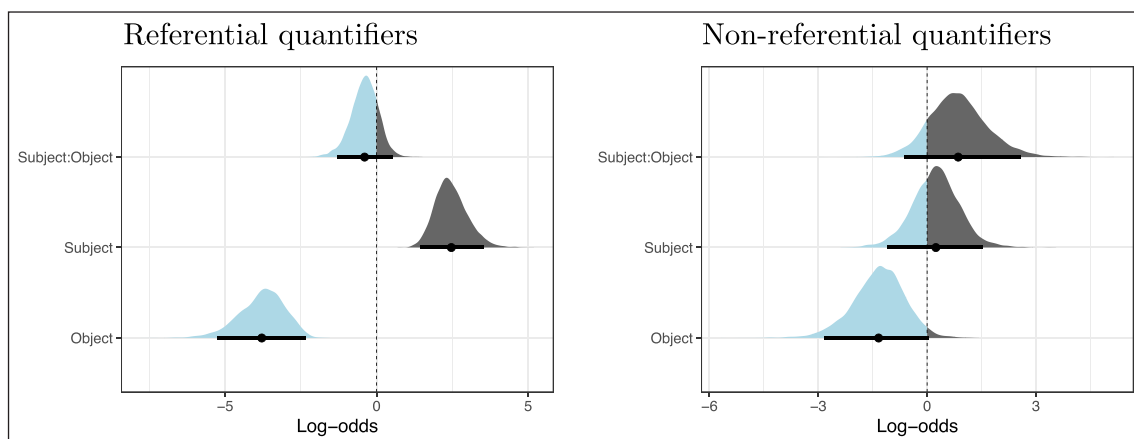 Referential quantifiers
Subject:Object
Subject
Object
−5 0 5
Log−odds
Non-referential quantifiers
Subject:Object
Subject
Object
−6 −3 0 3
Log−odds